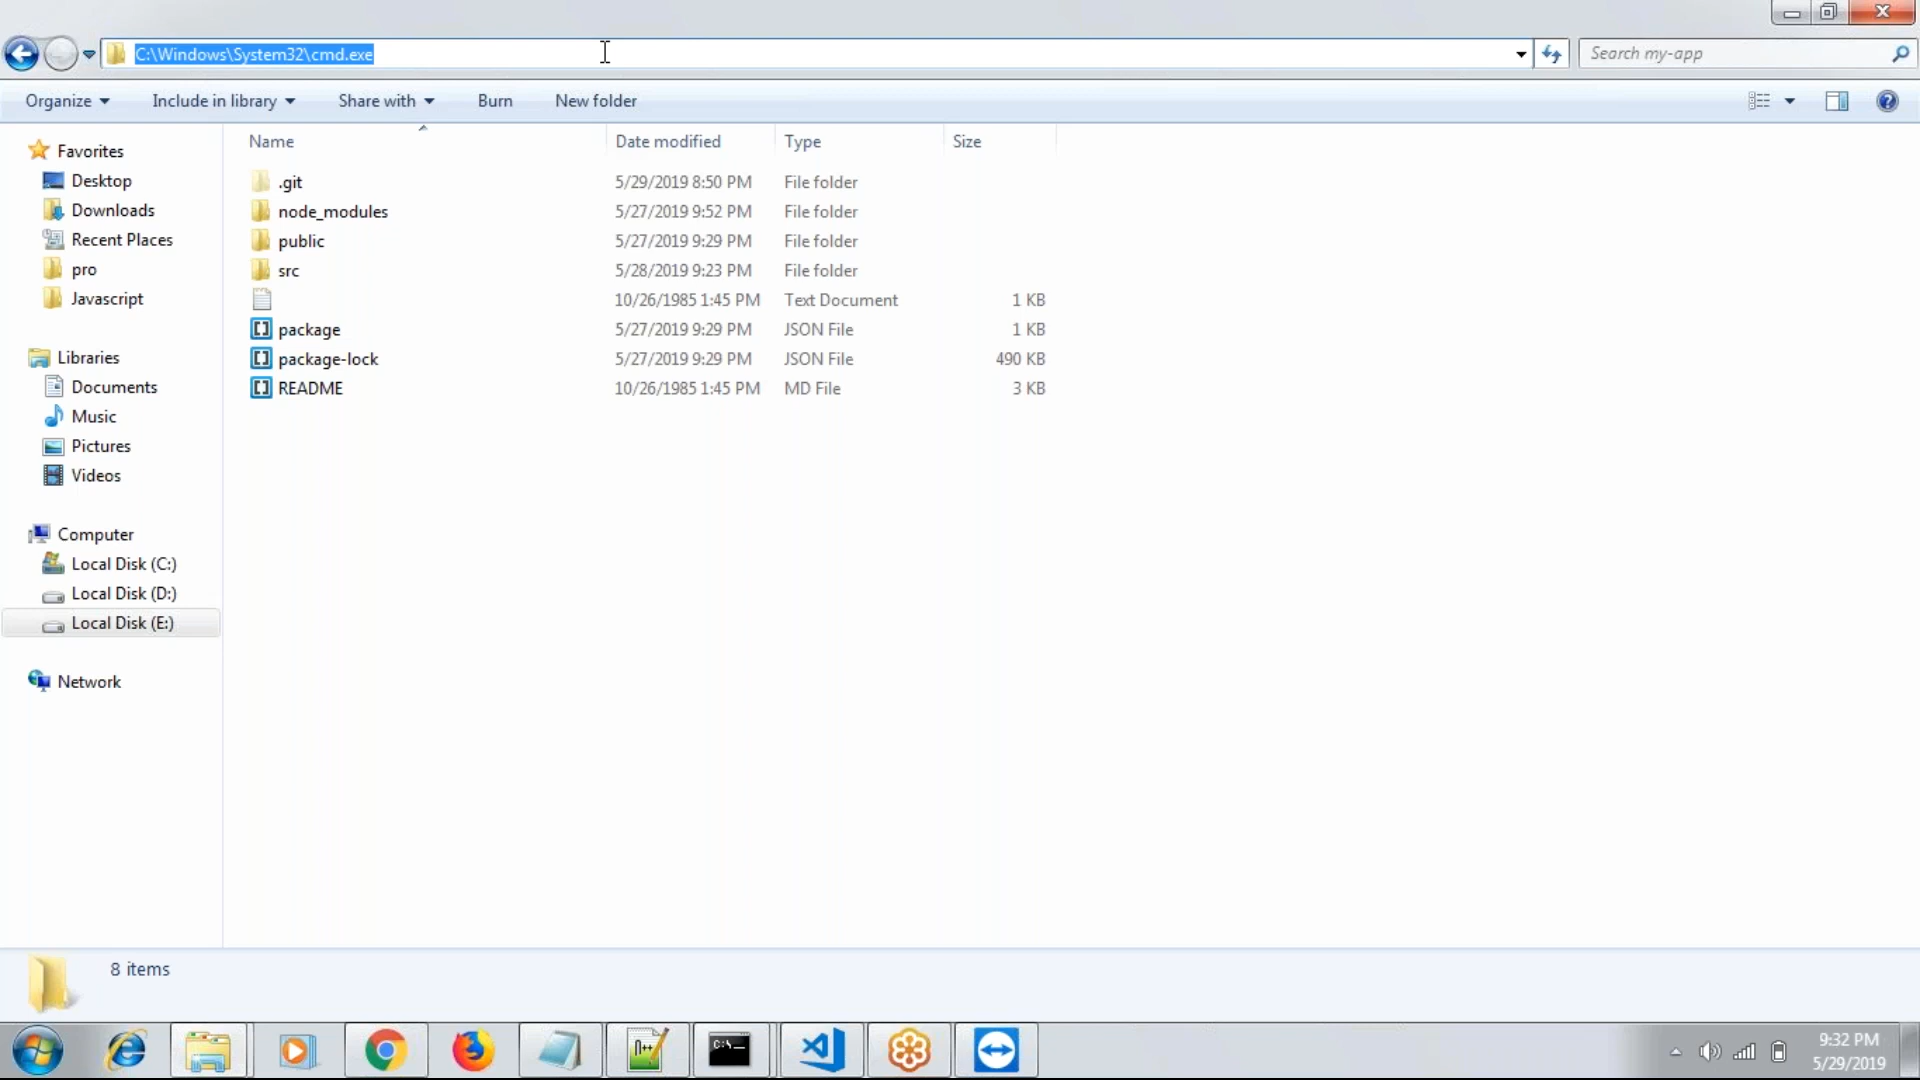 C:\Windows\System32\cmd.exe
Search my-app
Organize Include in library Share with Burn New folder
Name Date modified Type Size
Favorites
Desktop
Downloads
Recent Places
pro
Javascript
Libraries
Documents
Music
Pictures
Videos
Computer
Local Disk (C:)
Local Disk (D:)
Local Disk (E:)
Network
.git 5/29/2019 8:50 PM File folder
node_modules 5/27/2019 9:52 PM File folder
public 5/27/2019 9:29 PM File folder
src 5/28/2019 9:23 PM File folder
10/26/1985 1:45 PM Text Document 1 KB
package 5/27/2019 9:29 PM JSON File 1 KB
package-lock 5/27/2019 9:29 PM JSON File 490 KB
README 10/26/1985 1:45 PM MD File 3 KB
8 items
9:32 PM
5/29/2019